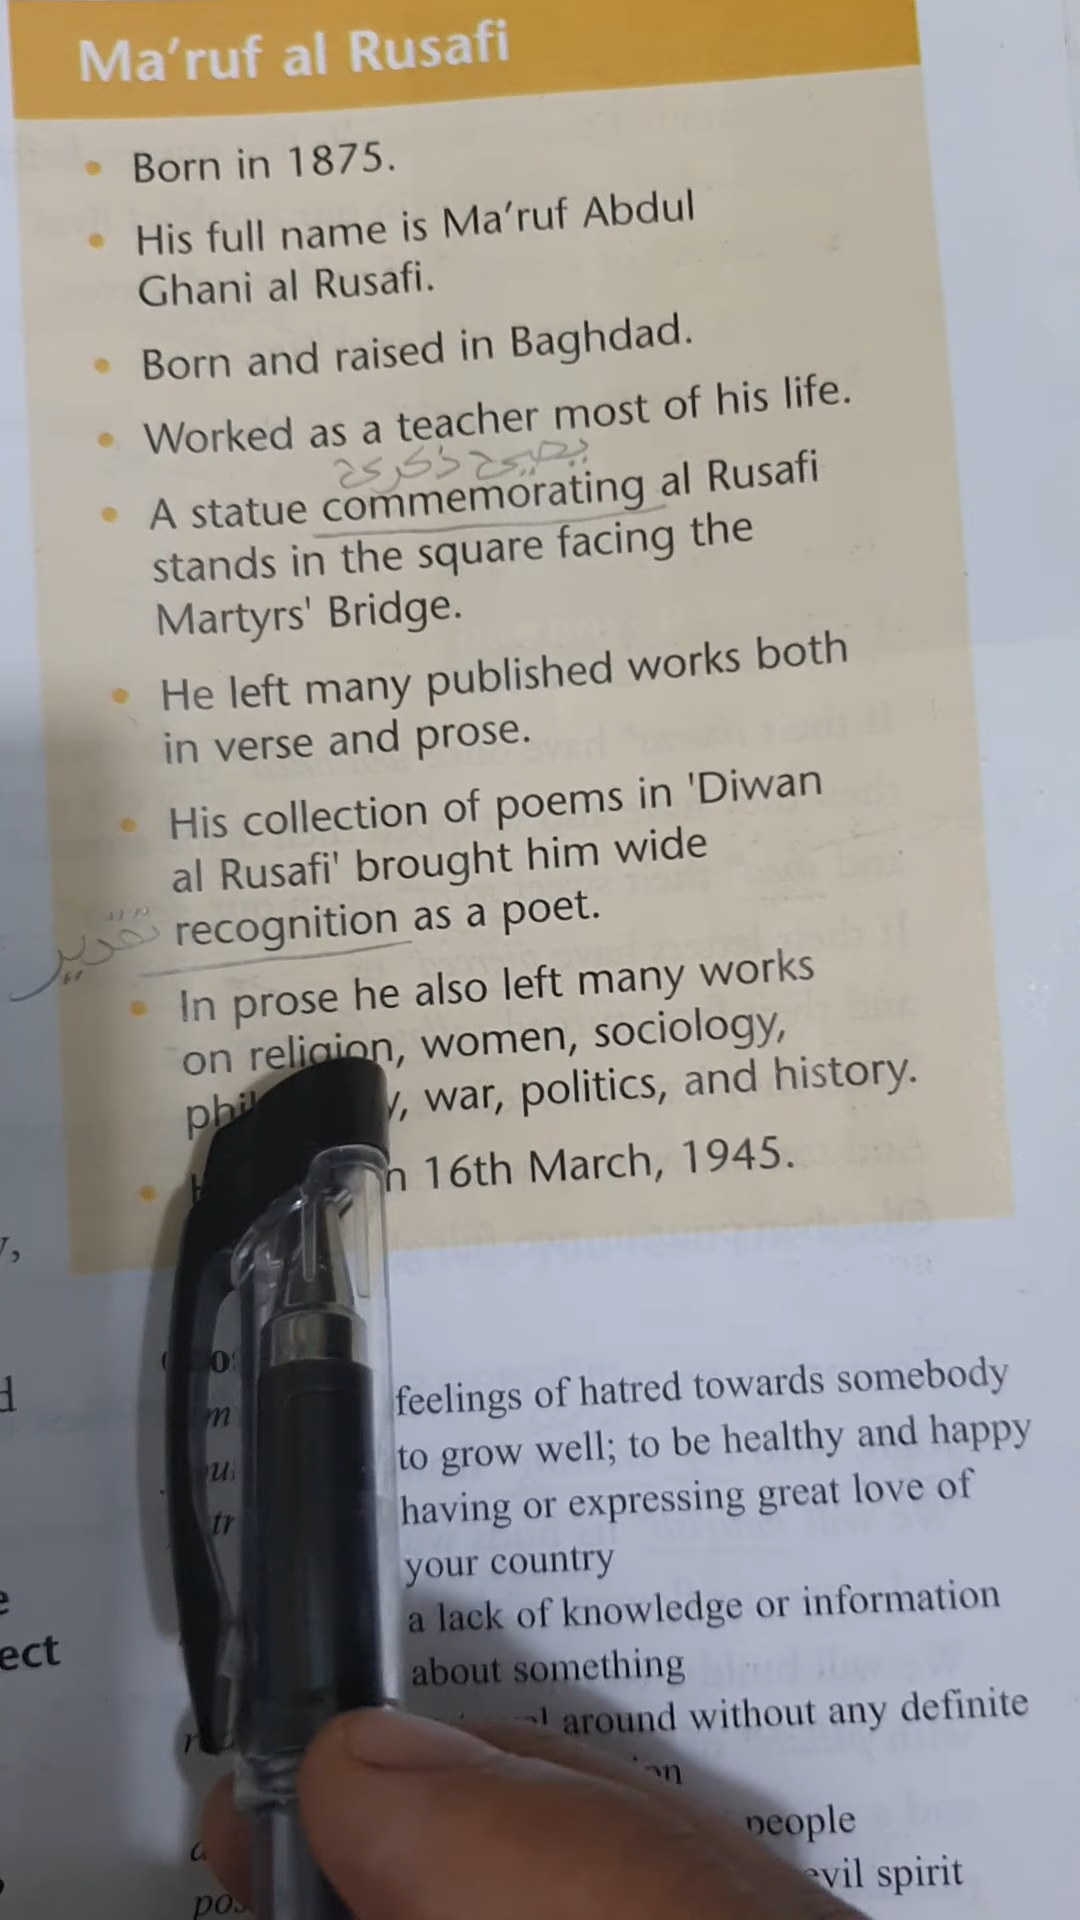 Ma'ruf al Rusafi
• Born in 1875.
• His full name is Ma'ruf Abdul
Ghani al Rusafi.
• Born and raised in Baghdad.
• Worked as a teacher most of his life.
يحيي ذكرى
• A statue commemorating al Rusafi
stands in the square facing the
Martyrs' Bridge.
• He left many published works both
in verse and prose.
• His collection of poems in 'Diwan
al Rusafi' brought him wide
تقدير
recognition as a poet.
• In prose he also left many works
on religion, women, sociology,
war, politics, and history.
• 16th March, 1945.
feelings of hatred towards somebody
to grow well; to be healthy and happy
having or expressing great love of
your country
a lack of knowledge or information
ect
about something
around without any definite
people
evil spirit